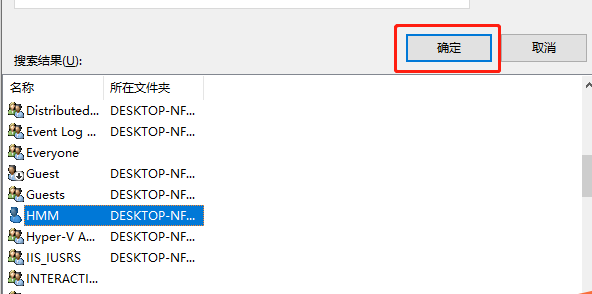 确定 取消
搜索结果(U):
名称 所在文件夹
Distributed... DESKTOP-NF...
Event Log ... DESKTOP-NF...
Everyone
Guest DESKTOP-NF...
Guests DESKTOP-NF...
HMM DESKTOP-NF...
Hyper-V A... DESKTOP-NF...
IIS_IUSRS DESKTOP-NF...
INTERACTI...